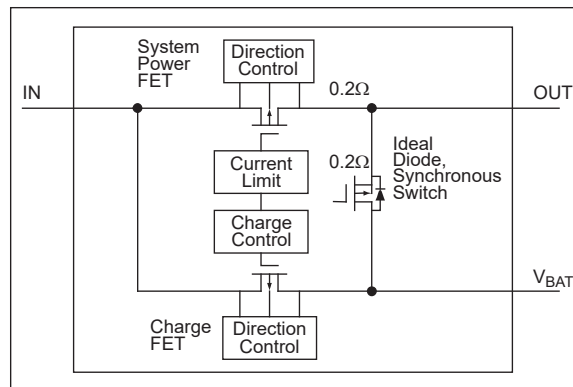 System
Power
FET
Direction
Control
0.2Ω
IN
OUT
Current
Limit
0.2Ω
Ideal
Diode,
Synchronous
Switch
Charge
Control
VBAT
Charge
FET
Direction
Control